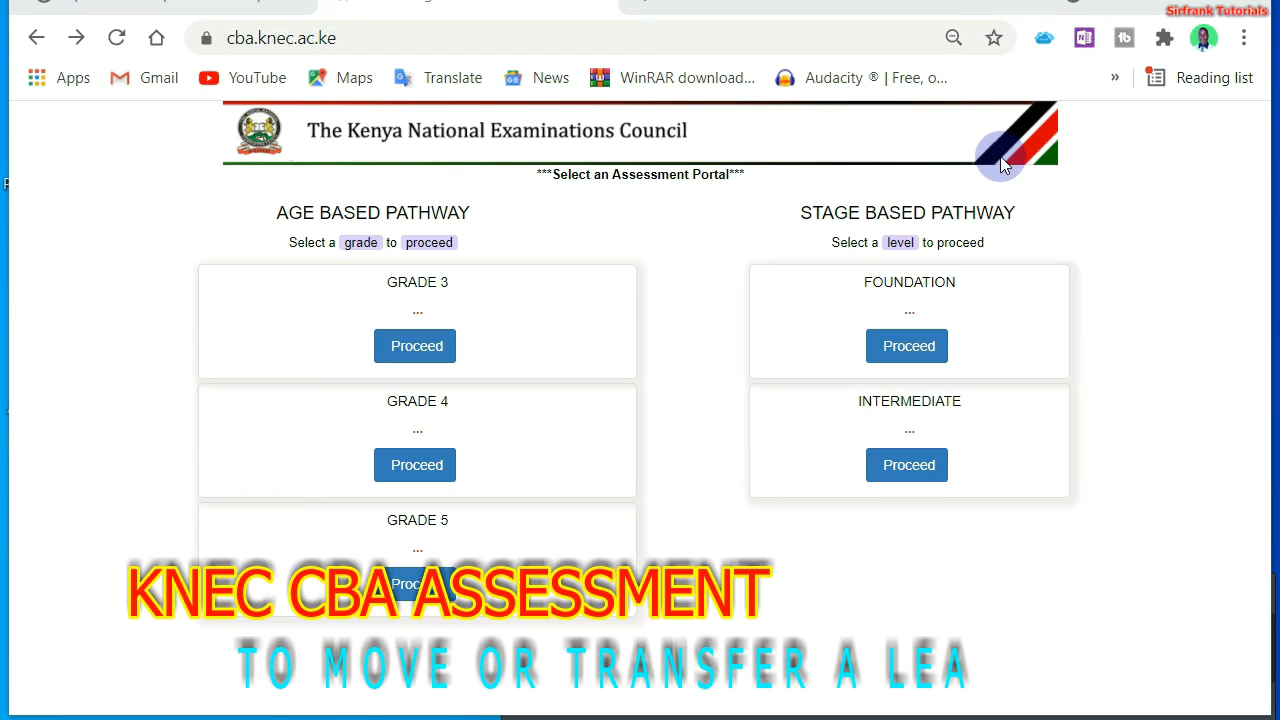 Sirfrank Tutorials
cba.knec.ac.ke
Apps Gmail YouTube Maps Translate News WinRAR download... Audacity ® | Free, o... » Reading list
The Kenya National Examinations Council
***Select an Assessment Portal***
AGE BASED PATHWAY
Select a grade to proceed
GRADE 3
...
Proceed
GRADE 4
...
Proceed
GRADE 5
...
Proc
STAGE BASED PATHWAY
Select a level to proceed
FOUNDATION
...
Proceed
INTERMEDIATE
...
Proceed
KNEC CBA ASSESSMENT
TO MOVE OR TRANSFER A LEA